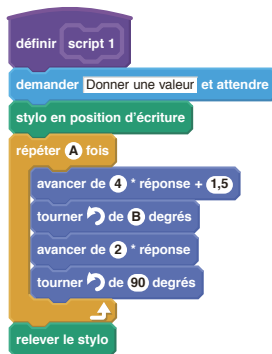 définir script 1
demander Donner une valeur et attendre
stylo en position d'écriture
répéter A fois
avancer de 4 * réponse + 1,5
tourner de B degrés
avancer de 2 * réponse
tourner de 90 degrés
relever le stylo